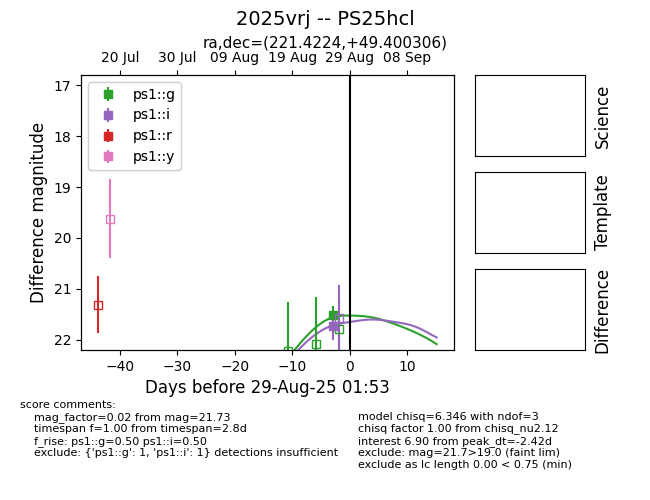 2025vrj -- PS25hcl
ra,dec=(221.4224,+49.400306)
20 Jul 30 Jul 09 Aug 19 Aug 29 Aug 08 Sep
17
18
19
20
21
22
Difference magnitude
ps1::g
ps1::i
ps1::r
ps1::y
−40 −30 −20 −10 0 10
Days before 29-Aug-25 01:53
Science
Template
Difference
score comments:
mag_factor=0.02 from mag=21.73
timespan f=1.00 from timespan=2.8d
f_rise: ps1::g=0.50 ps1::i=0.50
exclude: {'ps1::g': 1, 'ps1::i': 1} detections insufficient
model chisq=6.346 with ndof=3
chisq factor 1.00 from chisq_nu2.12
interest 6.90 from peak_dt=-2.42d
exclude: mag=21.7>19.0 (faint lim)
exclude as lc length 0.00 < 0.75 (min)